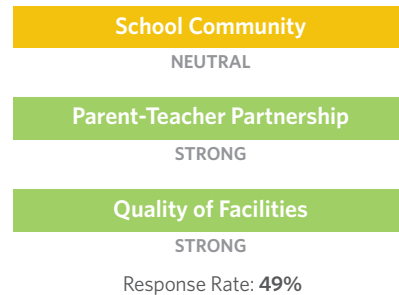 School Community
NEUTRAL
Parent-Teacher Partnership
STRONG
Quality of Facilities
STRONG
Response Rate: 49%